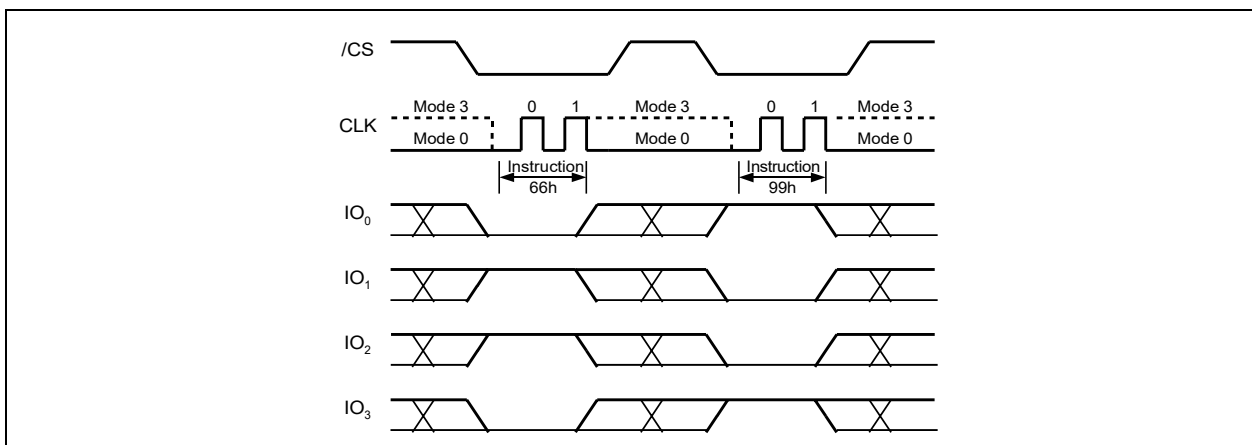 /CS
Mode 3 0 1 Mode 3 0 1 Mode 3
CLK
Mode 0 Mode 0 Mode 0
Instruction Instruction
66h 99h
IO0
IO1
IO2
IO3